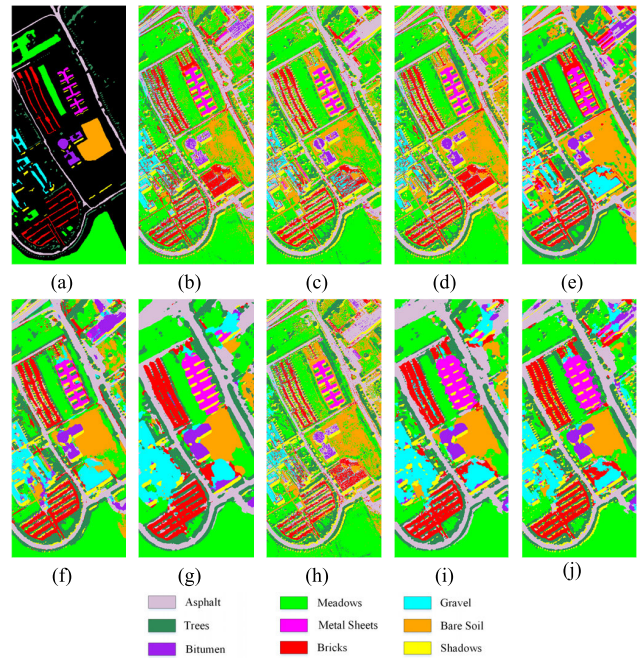 (a) (b) (c) (d) (e)
(f) (g) (h) (i) (j)
Asphalt Meadows Gravel
Trees Metal Sheets Bare Soil
Bitumen Bricks Shadows